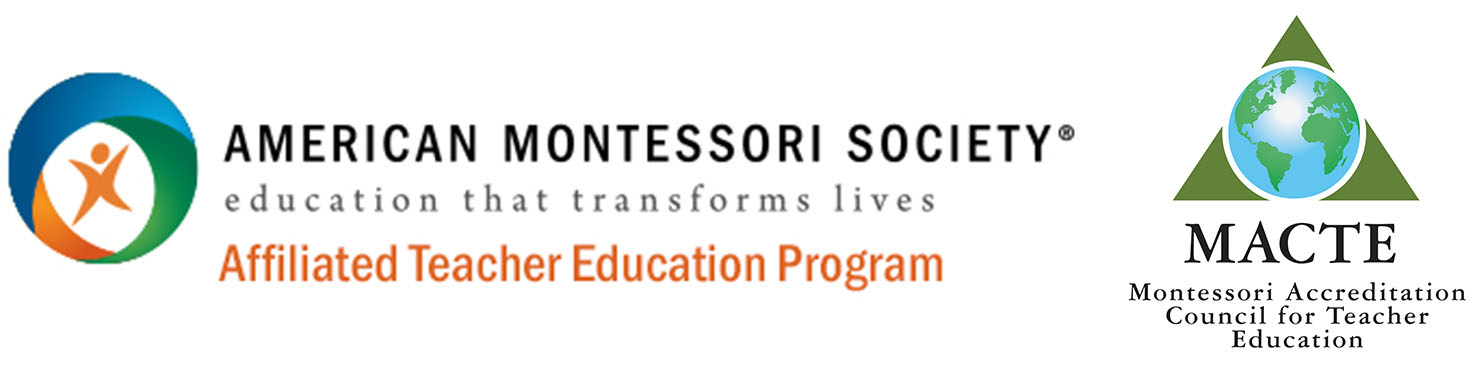 AMERICAN MONTESSORI SOCIETY®
education that transforms lives
Affiliated Teacher Education Program
MACTE
Montessori Accreditation
Council for Teacher
Education